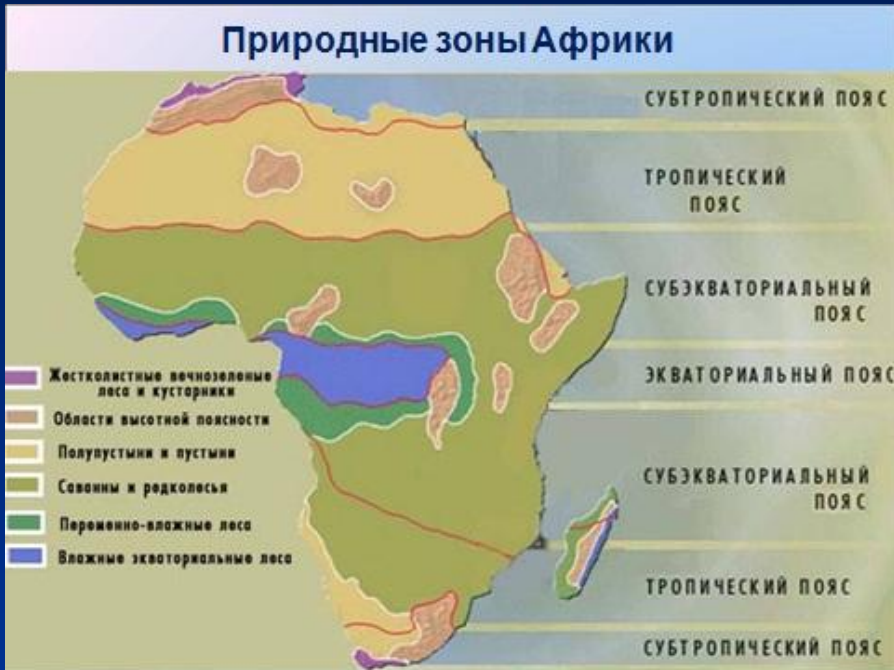 Природные зоны Африки
СУБТРОПИЧЕСКИЙ ПОЯС
ТРОПИЧЕСКИЙ
ПОЯС
СУБЭКВАТОРИАЛЬНЫЙ
ПОЯС
ЭКВАТОРИАЛЬНЫЙ ПОЯС
СУБЭКВАТОРИАЛЬНЫЙ
ПОЯС
ТРОПИЧЕСКИЙ ПОЯС
СУБТРОПИЧЕСКИЙ ПОЯС
Жестколистные вечнозеленые
леса и кустарники
Области высотной поясности
Полупустыни и пустыни
Саванны и редколесья
Переменно-влажные леса
Влажные экваториальные леса